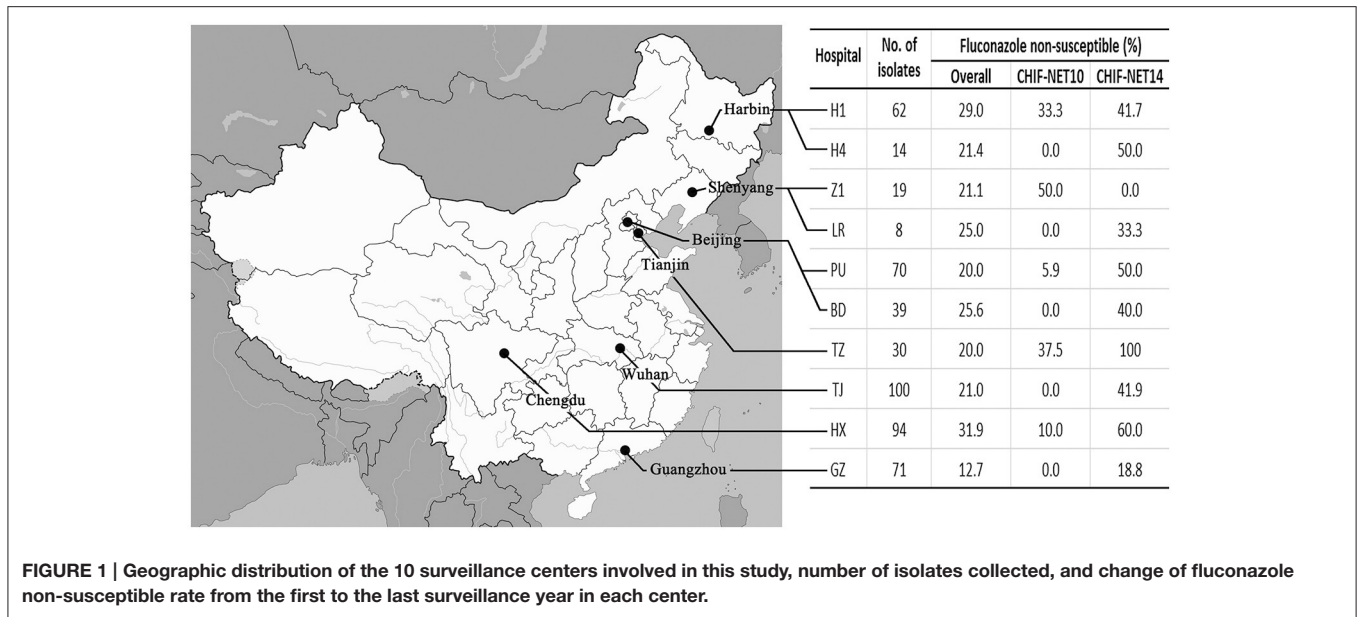 Hospital No. of isolates Fluconazole non-susceptible (%)
Overall CHIF-NET10 CHIF-NET14
Harbin H1 62 29.0 33.3 41.7
H4 14 21.4 0.0 50.0
Shenyang Z1 19 21.1 50.0 0.0
LR 8 25.0 0.0 33.3
Beijing PU 70 20.0 5.9 50.0
BD 39 25.6 0.0 40.0
Tianjin TZ 30 20.0 37.5 100
Wuhan TJ 100 21.0 0.0 41.9
Chengdu HX 94 31.9 10.0 60.0
Guangzhou GZ 71 12.7 0.0 18.8
FIGURE 1 | Geographic distribution of the 10 surveillance centers involved in this study, number of isolates collected, and change of fluconazole
non-susceptible rate from the first to the last surveillance year in each center.